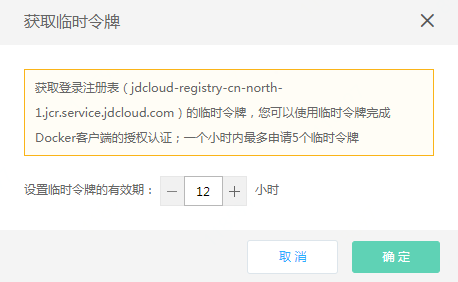 获取临时令牌
获取登录注册表（jdcloud-registry-cn-north-
1.jcr.service.jdcloud.com）的临时令牌，您可以使用临时令牌完成
Docker客户端的授权认证；一个小时内最多申请5个临时令牌
设置临时令牌的有效期： － 12 ＋ 小时
取消 确定